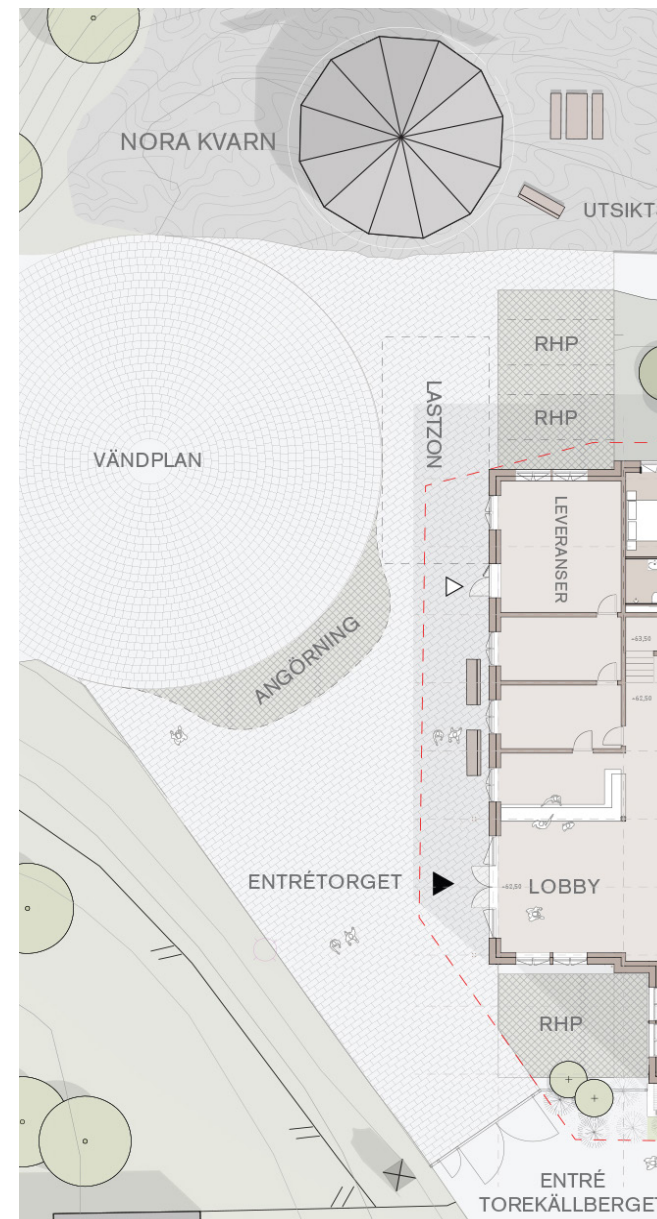 NORA KVARN
UTSIKT
RHP
LASTZON
RHP
VÄNDPLAN
LEVERANSER
ANGÖRNING
+63,50
+62,50
ENTRÉTORGET
+62,50
LOBBY
RHP
ENTRÉ
TOREKÄLLBERGET